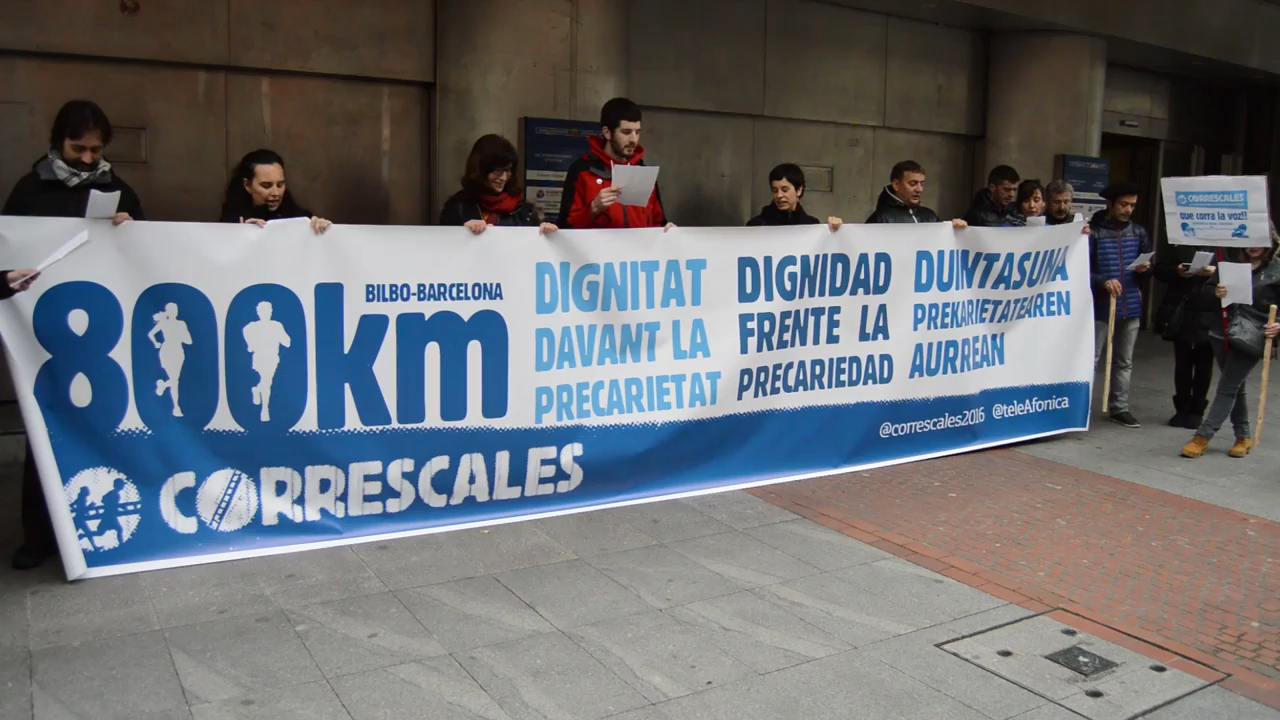 800km
BILBO-BARCELONA
DIGNITAT
DAVANT LA
PRECARIETAT
DIGNIDAD
FRENTE LA
PRECARIEDAD
DUINTASUNA
PREKARIETATEAREN
AURREAN
@correscales2016 @teleAfonica
CORRESCALES
CORRESCALES
que corra la voz!!